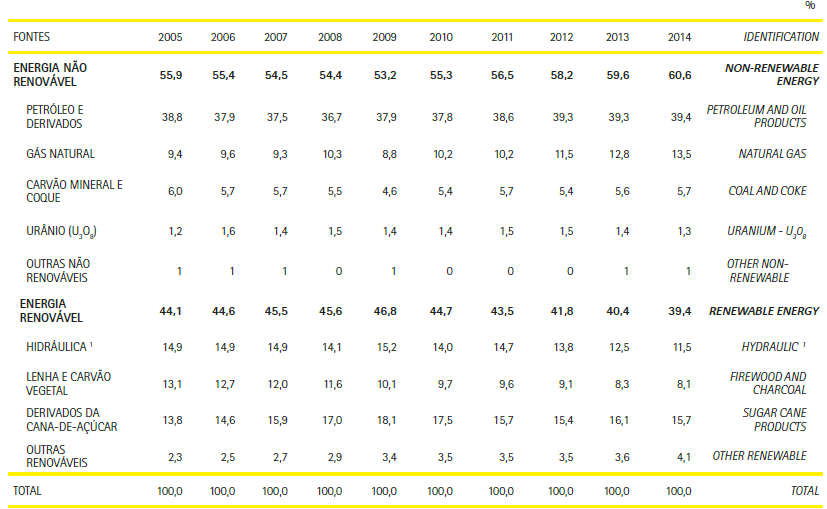 %
FONTES 2005 2006 2007 2008 2009 2010 2011 2012 2013 2014 IDENTIFICATION
ENERGIA NÃO RENOVÁVEL 55,9 55,4 54,5 54,4 53,2 55,3 56,5 58,2 59,6 60,6 NON-RENEWABLE ENERGY
PETRÓLEO E DERIVADOS 38,8 37,9 37,5 36,7 37,9 37,8 38,6 39,3 39,3 39,4 PETROLEUM AND OIL PRODUCTS
GÁS NATURAL 9,4 9,6 9,3 10,3 8,8 10,2 10,2 11,5 12,8 13,5 NATURAL GAS
CARVÃO MINERAL E COQUE 6,0 5,7 5,7 5,5 4,6 5,4 5,7 5,4 5,6 5,7 COAL AND COKE
URÂNIO (U3O8) 1,2 1,6 1,4 1,5 1,4 1,4 1,5 1,5 1,4 1,3 URANIUM - U3O8
OUTRAS NÃO RENOVÁVEIS 1 1 1 0 1 0 0 0 1 1 OTHER NON-RENEWABLE
ENERGIA RENOVÁVEL 44,1 44,6 45,5 45,6 46,8 44,7 43,5 41,8 40,4 39,4 RENEWABLE ENERGY
HIDRÁULICA ¹ 14,9 14,9 14,9 14,1 15,2 14,0 14,7 13,8 12,5 11,5 HYDRAULIC ¹
LENHA E CARVÃO VEGETAL 13,1 12,7 12,0 11,6 10,1 9,7 9,6 9,1 8,3 8,1 FIREWOOD AND CHARCOAL
DERIVADOS DA CANA-DE-AÇÚCAR 13,8 14,6 15,9 17,0 18,1 17,5 15,7 15,4 16,1 15,7 SUGAR CANE PRODUCTS
OUTRAS RENOVÁVEIS 2,3 2,5 2,7 2,9 3,4 3,5 3,5 3,5 3,6 4,1 OTHER RENEWABLE
TOTAL 100,0 100,0 100,0 100,0 100,0 100,0 100,0 100,0 100,0 100,0 TOTAL